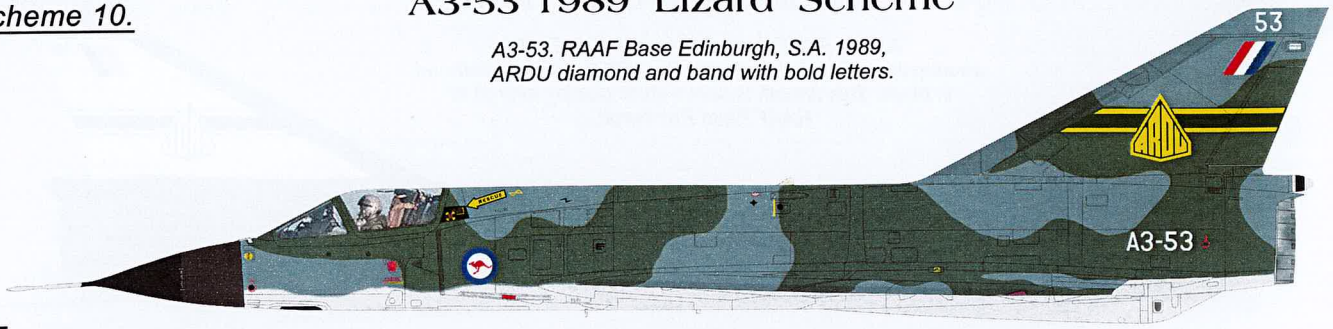 cheme 10.
A3-53 1989 Lizard Scheme
A3-53. RAAF Base Edinburgh, S.A. 1989,
ARDU diamond and band with bold letters.
53
ARDU
RESCUE
A3-53